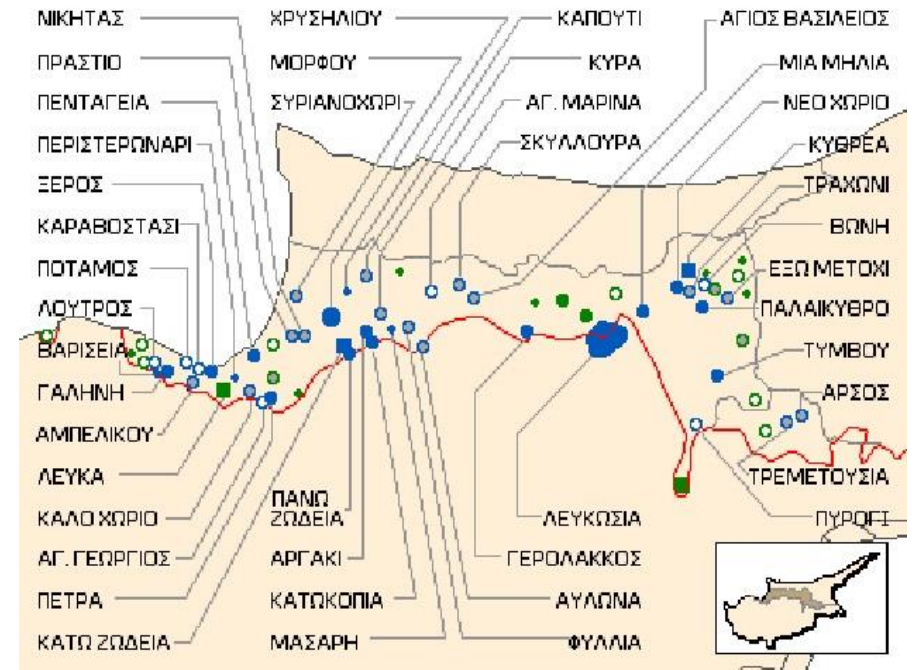 ΝΙΚΗΤΑΣ
ΠΡΑΣΤΙΟ
ΠΕΝΤΑΓΕΙΑ
ΠΕΡΙΣΤΕΡΩΝΑΡΙ
ΞΕΡΟΣ
ΚΑΡΑΒΟΣΤΑΣΙ
ΠΟΤΑΜΟΣ
ΛΟΥΤΡΟΣ
ΒΑΡΙΣΕΙΑ
ΓΑΛΗΝΗ
ΑΜΠΕΛΙΚΟΥ
ΛΕΥΚΑ
ΚΑΛΟ ΧΩΡΙΟ
ΑΓ. ΓΕΩΡΓΙΟΣ
ΠΕΤΡΑ
ΚΑΤΩ ΖΩΔΕΙΑ
ΧΡΥΣΗΛΙΟΥ
ΜΟΡΦΟΥ
ΣΥΡΙΑΝΟΧΩΡΙ
ΠΑΝΩ
ΖΩΔΕΙΑ
ΑΡΓΑΚΙ
ΚΑΤΩΚΟΠΙΑ
ΜΑΣΑΡΗ
ΚΑΠΟΥΤΙ
ΚΥΡΑ
ΑΓ. ΜΑΡΙΝΑ
ΣΚΥΛΛΟΥΡΑ
ΛΕΥΚΩΣΙΑ
ΓΕΡΟΛΑΚΚΟΣ
ΑΥΛΩΝΑ
ΦΥΛΛΙΑ
ΑΓΙΟΣ ΒΑΣΙΛΕΙΟΣ
ΜΙΑ ΜΗΛΙΑ
ΝΕΟ ΧΩΡΙΟ
ΚΥΘΡΕΑ
ΤΡΑΧΩΝΙ
ΒΩΝΗ
ΕΞΩ ΜΕΤΟΧΙ
ΠΑΛΑΙΚΥΘΡΟ
ΤΥΜΒΟΥ
ΑΡΣΟΣ
ΤΡΕΜΕΤΟΥΣΙΑ
ΠΥΡΟΓΙ